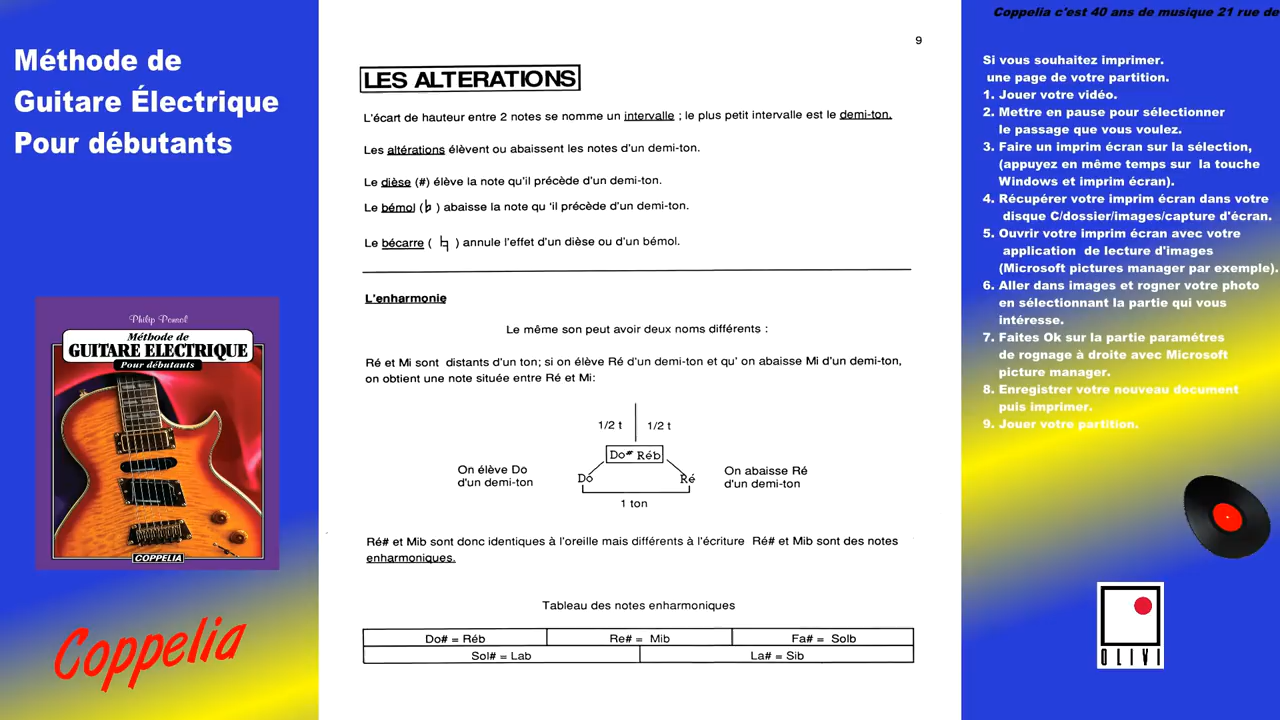 Méthode de
Guitare Électrique
Pour débutants
Philip Pomol
Méthode de
GUITARE ELECTRIQUE
Pour débutants
COPPELIA
Coppelia
9
LES ALTERATIONS
L'écart de hauteur entre 2 notes se nomme un intervalle ; le plus petit intervalle est le demi-ton.
Les altérations élèvent ou abaissent les notes d'un demi-ton.
Le dièse (#) élève la note qu'il précède d'un demi-ton.
Le bémol (♭) abaisse la note qu 'il précède d'un demi-ton.
Le bécarre ( ♮ ) annule l'effet d'un dièse ou d'un bémol.
L'enharmonie
Le même son peut avoir deux noms différents :
Ré et Mi sont distants d'un ton; si on élève Ré d'un demi-ton et qu' on abaisse Mi d'un demi-ton,
on obtient une note située entre Ré et Mi:
1/2 t 1/2 t
Do# Réb
On élève Do
d'un demi-ton
Do Ré
On abaisse Ré
d'un demi-ton
1 ton
Ré# et Mib sont donc identiques à l'oreille mais différents à l'écriture Ré# et Mib sont des notes
enharmoniques.
Tableau des notes enharmoniques
Do# = Réb Re# = Mib Fa# = Solb
Sol# = Lab La# = Sib
Coppelia c'est 40 ans de musique 21 rue de
Si vous souhaitez imprimer.
une page de votre partition.
1. Jouer votre vidéo.
2. Mettre en pause pour sélectionner
le passage que vous voulez.
3. Faire un imprim écran sur la sélection,
(appuyez en même temps sur la touche
Windows et imprim écran).
4. Récupérer votre imprim écran dans votre
disque C/dossier/images/capture d'écran.
5. Ouvrir votre imprim écran avec votre
application de lecture d'images
(Microsoft pictures manager par exemple).
6. Aller dans images et rogner votre photo
en sélectionnant la partie qui vous
intéresse.
7. Faites Ok sur la partie paramétres
de rognage à droite avec Microsoft
picture manager.
8. Enregistrer votre nouveau document
puis imprimer.
9. Jouer votre partition.
OLIVI